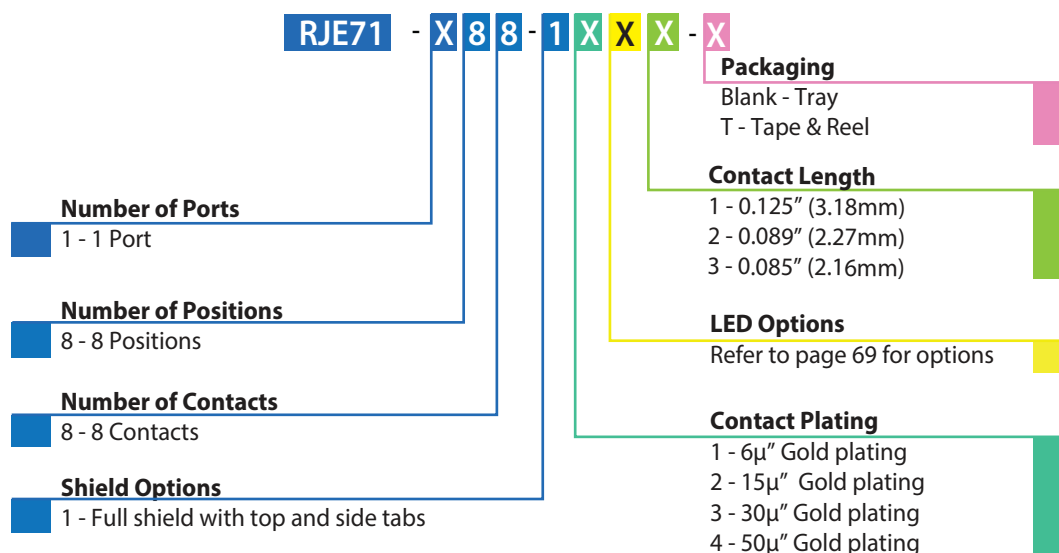 RJE71 - X 8 8 - 1 X X X - X
Packaging
Blank - Tray
T - Tape & Reel
Contact Length
1 - 0.125” (3.18mm)
2 - 0.089” (2.27mm)
3 - 0.085” (2.16mm)
Number of Ports
1 - 1 Port
Number of Positions
8 - 8 Positions
LED Options
Refer to page 69 for options
Number of Contacts
8 - 8 Contacts
Contact Plating
1 - 6µ” Gold plating
2 - 15µ” Gold plating
3 - 30µ” Gold plating
4 - 50µ” Gold plating
Shield Options
1 - Full shield with top and side tabs